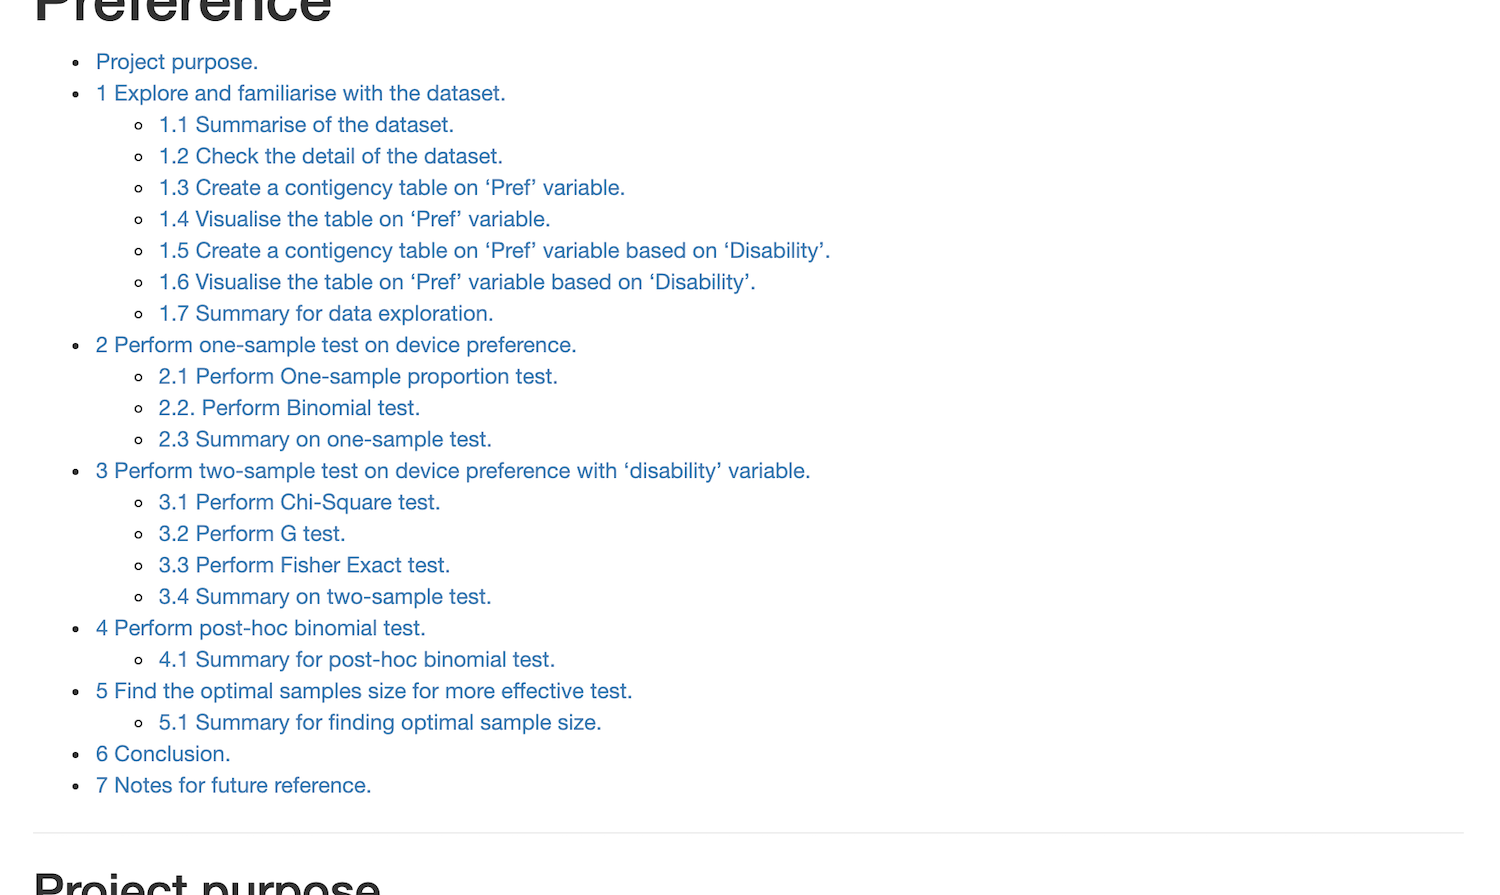 Preference
Project purpose.
1 Explore and familiarise with the dataset.
1.1 Summarise of the dataset.
1.2 Check the detail of the dataset.
1.3 Create a contigency table on ‘Pref’ variable.
1.4 Visualise the table on ‘Pref’ variable.
1.5 Create a contigency table on ‘Pref’ variable based on ‘Disability’.
1.6 Visualise the table on ‘Pref’ variable based on ‘Disability’.
1.7 Summary for data exploration.
2 Perform one-sample test on device preference.
2.1 Perform One-sample proportion test.
2.2. Perform Binomial test.
2.3 Summary on one-sample test.
3 Perform two-sample test on device preference with ‘disability’ variable.
3.1 Perform Chi-Square test.
3.2 Perform G test.
3.3 Perform Fisher Exact test.
3.4 Summary on two-sample test.
4 Perform post-hoc binomial test.
4.1 Summary for post-hoc binomial test.
5 Find the optimal samples size for more effective test.
5.1 Summary for finding optimal sample size.
6 Conclusion.
7 Notes for future reference.
Project purpose